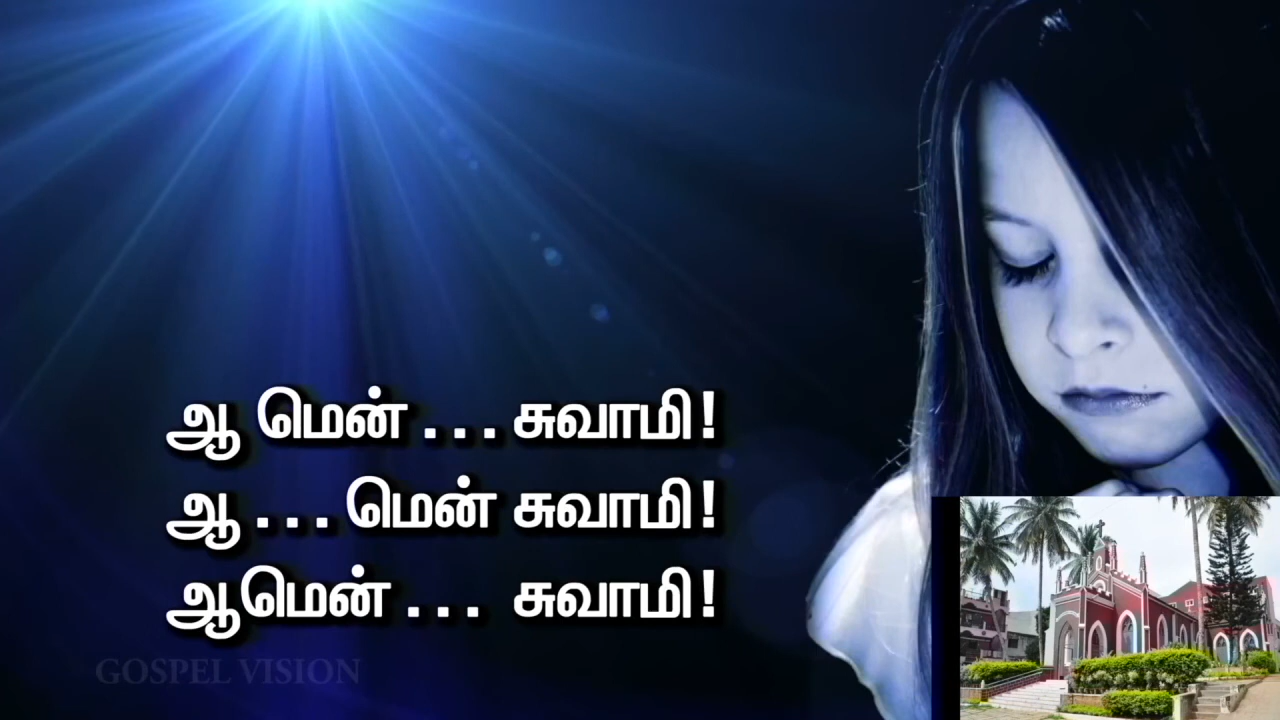 ஆ மென் . . . சுவாமி!
ஆ . . . மென் சுவாமி!
ஆமென் . . . சுவாமி!
GOSPEL VISION